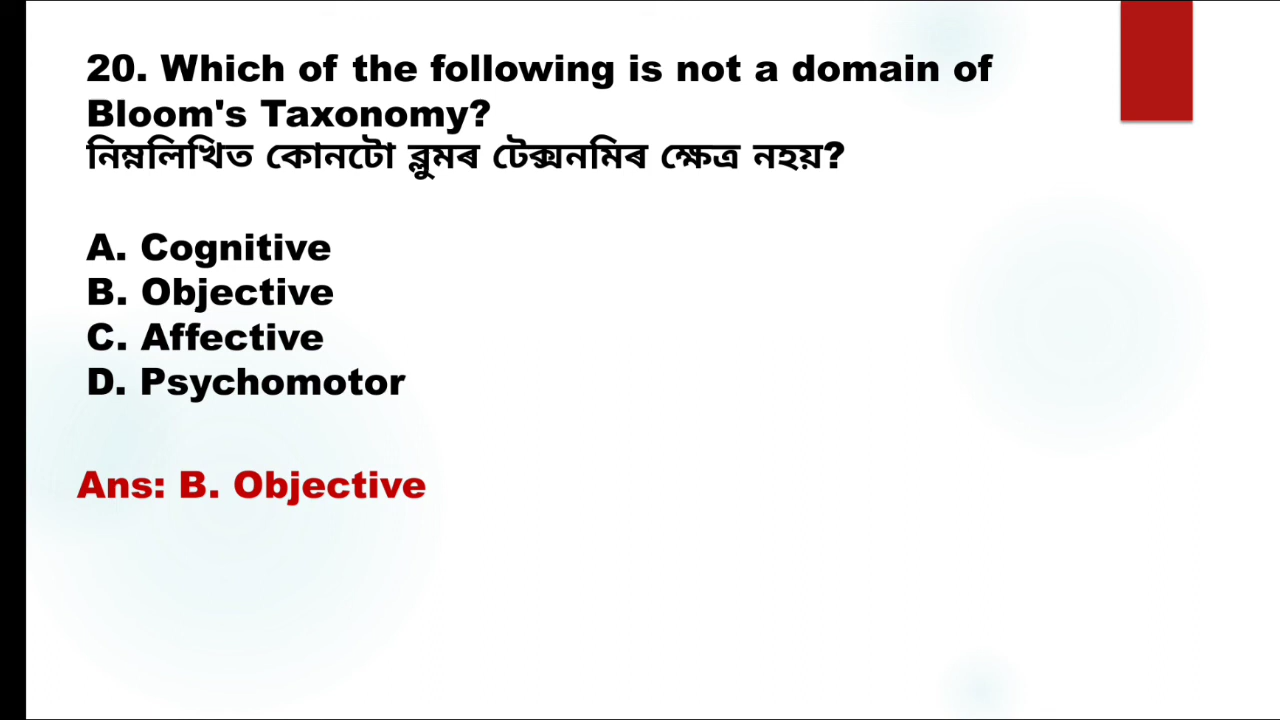 20. Which of the following is not a domain of
Bloom's Taxonomy?
নিম্নলিখিত কোনটো ব্লুমৰ টেক্সনমিৰ ক্ষেত্ৰ নহয়?
A. Cognitive
B. Objective
C. Affective
D. Psychomotor
Ans: B. Objective